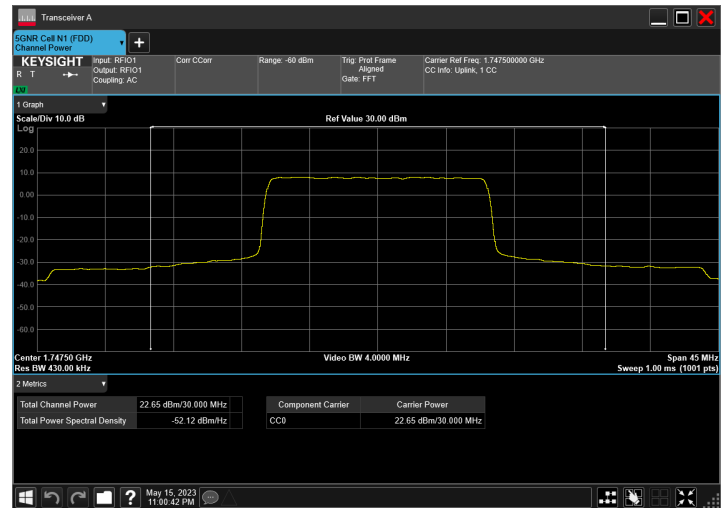 Transceiver A
5GNR Cell N1 (FDD)
Channel Power
KEYSIGHT
R T
LXI
Input: RFIO1
Output: RFIO1
Coupling: AC
Corr CCorr
Range: -60 dBm
Trig: Prot Frame
Aligned
Gate: FFT
Carrier Ref Freq: 1.747500000 GHz
CC Info: Uplink, 1 CC
1 Graph
Scale/Div 10.0 dB
Ref Value 30.00 dBm
Log
20.0
10.0
0.00
-10.0
-20.0
-30.0
-40.0
-50.0
-60.0
Center 1.74750 GHz
Video BW 4.0000 MHz
Span 45 MHz
Res BW 430.00 kHz
Sweep 1.00 ms (1001 pts)
2 Metrics
Total Channel Power 22.65 dBm/30.000 MHz
Total Power Spectral Density -52.12 dBm/Hz
Component Carrier Carrier Power
CC0 22.65 dBm/30.000 MHz
?
May 15, 2023
11:00:42 PM